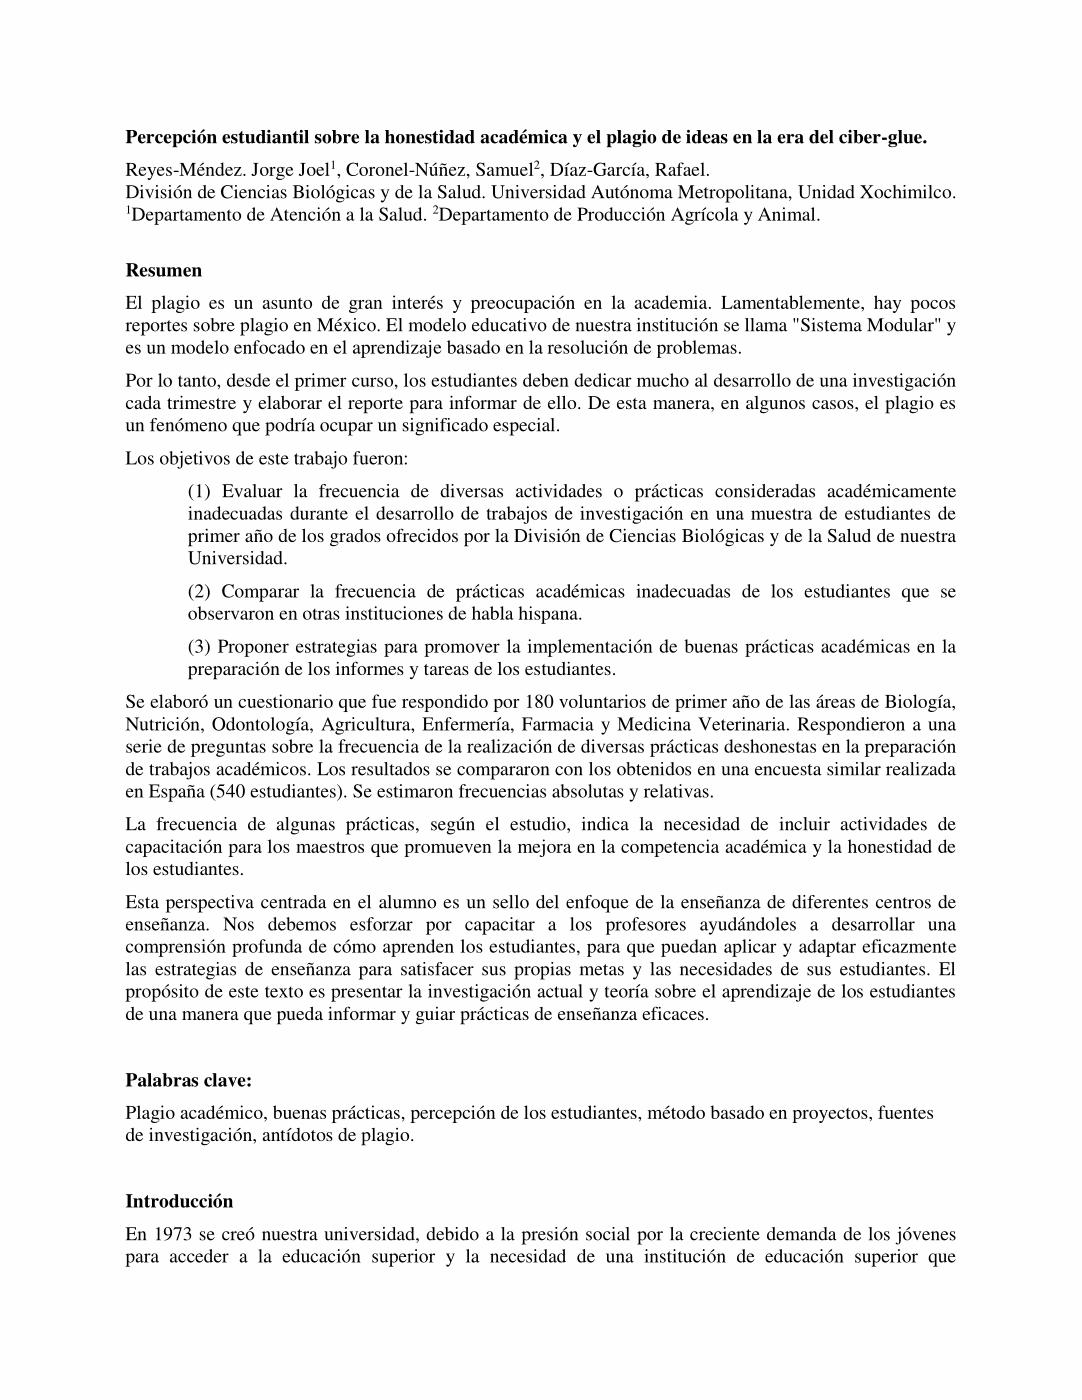 Percepción estudiantil sobre la honestidad académica y el plagio de ideas en la era del ciber-glue.
Reyes-Méndez. Jorge Joel¹, Coronel-Núñez, Samuel², Díaz-García, Rafael.
División de Ciencias Biológicas y de la Salud. Universidad Autónoma Metropolitana, Unidad Xochimilco.
¹Departamento de Atención a la Salud. ²Departamento de Producción Agrícola y Animal.
Resumen
El plagio es un asunto de gran interés y preocupación en la academia. Lamentablemente, hay pocos
reportes sobre plagio en México. El modelo educativo de nuestra institución se llama "Sistema Modular" y
es un modelo enfocado en el aprendizaje basado en la resolución de problemas.
Por lo tanto, desde el primer curso, los estudiantes deben dedicar mucho al desarrollo de una investigación
cada trimestre y elaborar el reporte para informar de ello. De esta manera, en algunos casos, el plagio es
un fenómeno que podría ocupar un significado especial.
Los objetivos de este trabajo fueron:
(1) Evaluar la frecuencia de diversas actividades o prácticas consideradas académicamente
inadecuadas durante el desarrollo de trabajos de investigación en una muestra de estudiantes de
primer año de los grados ofrecidos por la División de Ciencias Biológicas y de la Salud de nuestra
Universidad.
(2) Comparar la frecuencia de prácticas académicas inadecuadas de los estudiantes que se
observaron en otras instituciones de habla hispana.
(3) Proponer estrategias para promover la implementación de buenas prácticas académicas en la
preparación de los informes y tareas de los estudiantes.
Se elaboró un cuestionario que fue respondido por 180 voluntarios de primer año de las áreas de Biología,
Nutrición, Odontología, Agricultura, Enfermería, Farmacia y Medicina Veterinaria. Respondieron a una
serie de preguntas sobre la frecuencia de la realización de diversas prácticas deshonestas en la preparación
de trabajos académicos. Los resultados se compararon con los obtenidos en una encuesta similar realizada
en España (540 estudiantes). Se estimaron frecuencias absolutas y relativas.
La frecuencia de algunas prácticas, según el estudio, indica la necesidad de incluir actividades de
capacitación para los maestros que promueven la mejora en la competencia académica y la honestidad de
los estudiantes.
Esta perspectiva centrada en el alumno es un sello del enfoque de la enseñanza de diferentes centros de
enseñanza. Nos debemos esforzar por capacitar a los profesores ayudándoles a desarrollar una
comprensión profunda de cómo aprenden los estudiantes, para que puedan aplicar y adaptar eficazmente
las estrategias de enseñanza para satisfacer sus propias metas y las necesidades de sus estudiantes. El
propósito de este texto es presentar la investigación actual y teoría sobre el aprendizaje de los estudiantes
de una manera que pueda informar y guiar prácticas de enseñanza eficaces.
Palabras clave:
Plagio académico, buenas prácticas, percepción de los estudiantes, método basado en proyectos, fuentes
de investigación, antídotos de plagio.
Introducción
En 1973 se creó nuestra universidad, debido a la presión social por la creciente demanda de los jóvenes
para acceder a la educación superior y la necesidad de una institución de educación superior que